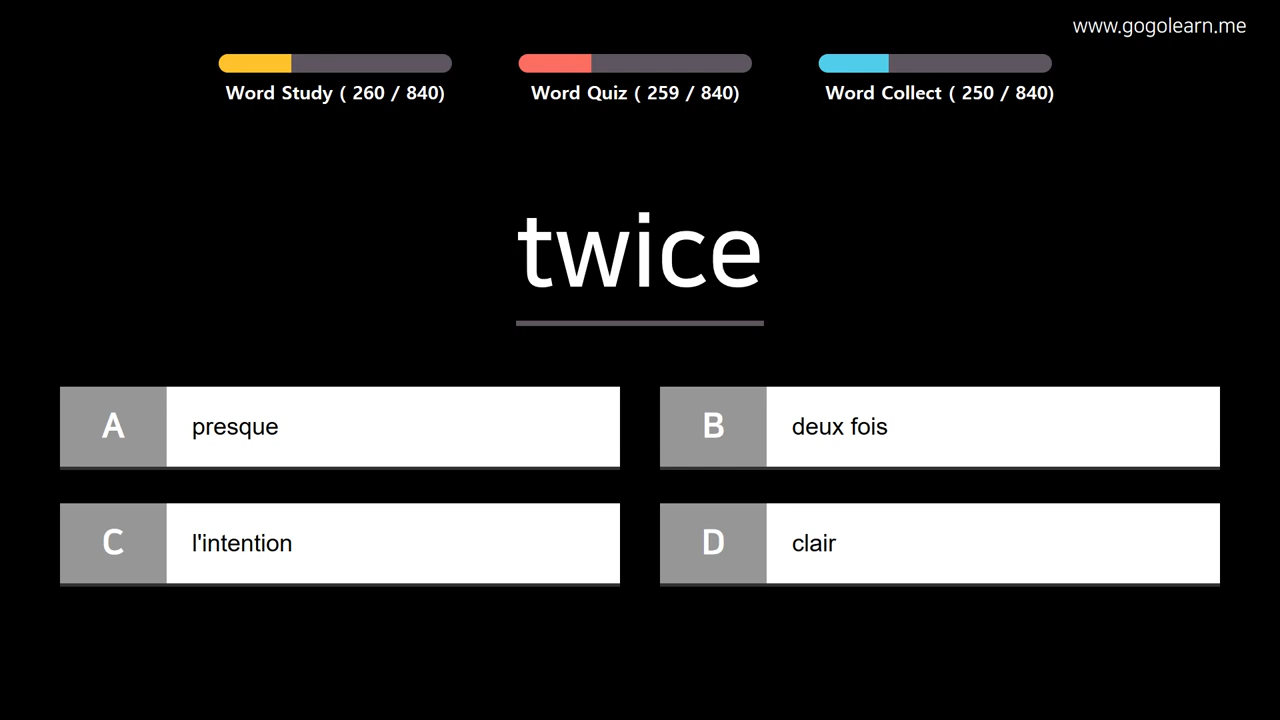 www.gogolearn.me
Word Study ( 260 / 840)
Word Quiz ( 259 / 840)
Word Collect ( 250 / 840)
twice
A presque
B deux fois
C l'intention
D clair